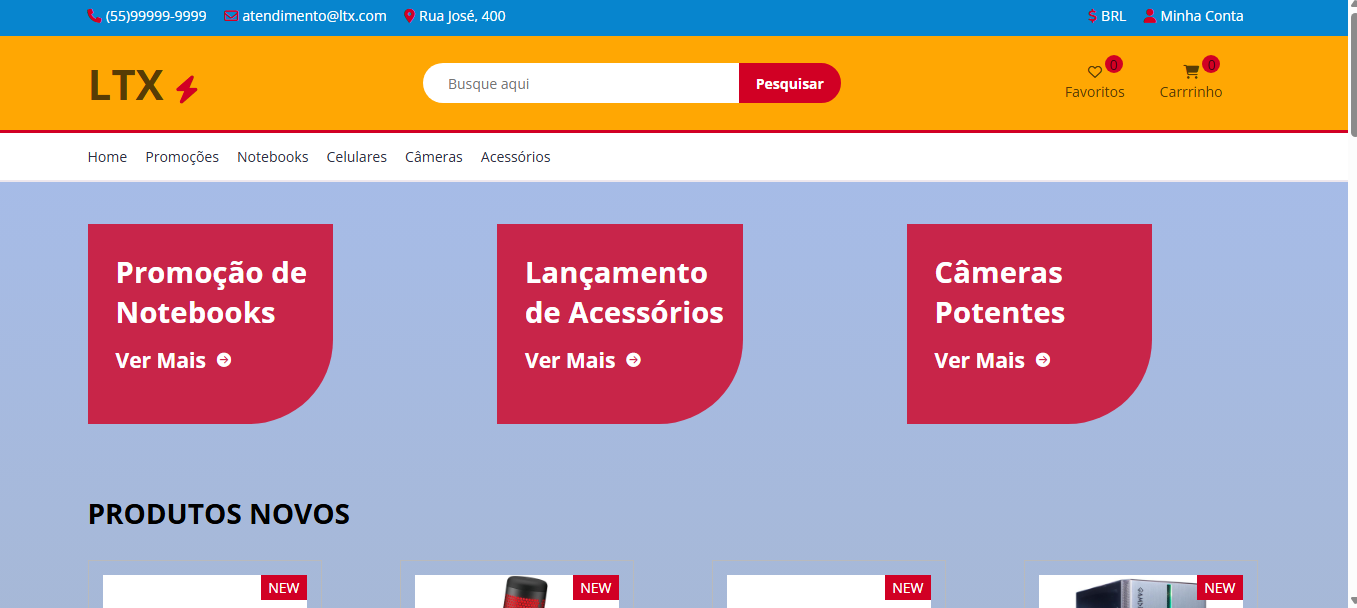 (55)99999-9999 atendimento@ltx.com Rua José, 400 $ BRL Minha Conta
LTX
Busque aqui Pesquisar
0 0
Favoritos Carrrinho
Home Promoções Notebooks Celulares Câmeras Acessórios
Promoção de
Notebooks
Ver Mais
Lançamento
de Acessórios
Ver Mais
Câmeras
Potentes
Ver Mais
PRODUTOS NOVOS
NEW NEW NEW NEW